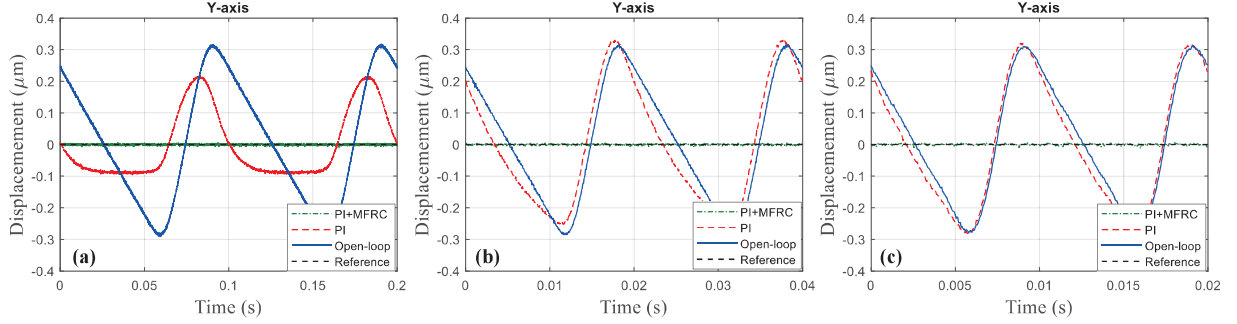 Y-axis
0.4
0.3
0.2
0.1
0
-0.1
-0.2
-0.3
-0.4
Displacement (μm)
PI+MFRC
PI
Open-loop
Reference
(a)
0
0.05
0.1
0.15
0.2
Time (s)
Y-axis
0.4
0.3
0.2
0.1
0
-0.1
-0.2
-0.3
-0.4
Displacement (μm)
PI+MFRC
PI
Open-loop
Reference
(b)
0
0.01
0.02
0.03
0.04
Time (s)
Y-axis
0.4
0.3
0.2
0.1
0
-0.1
-0.2
-0.3
-0.4
Displacement (μm)
PI+MFRC
PI
Open-loop
Reference
(c)
0
0.005
0.01
0.015
0.02
Time (s)